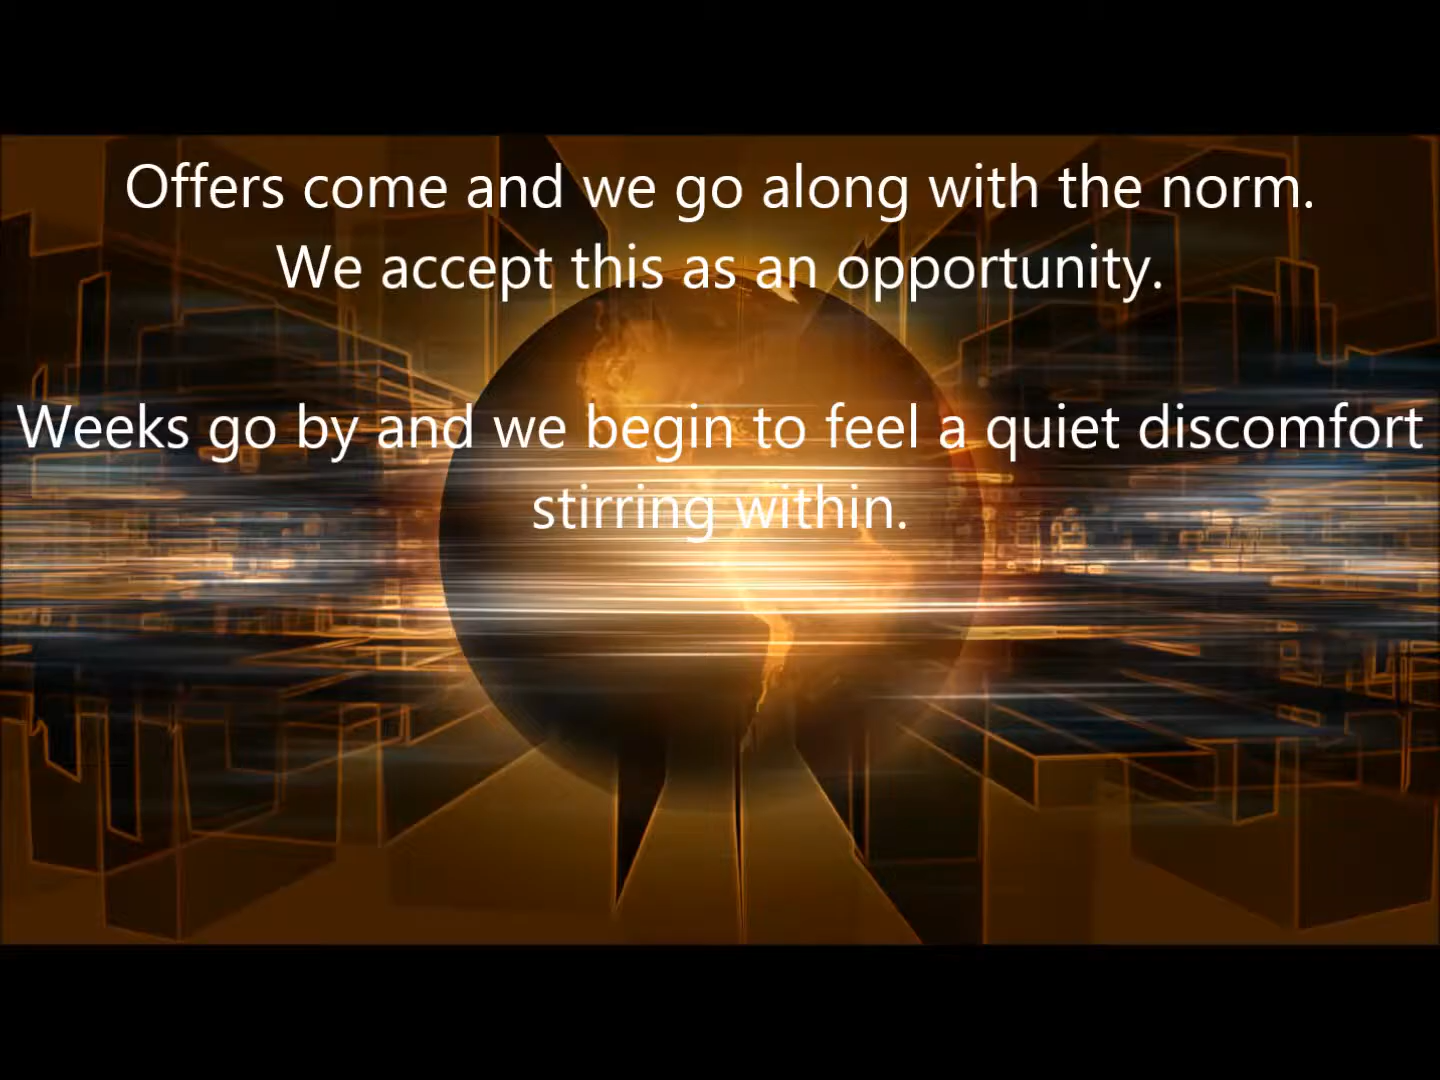 Offers come and we go along with the norm.
We accept this as an opportunity.
Weeks go by and we begin to feel a quiet discomfort
stirring within.